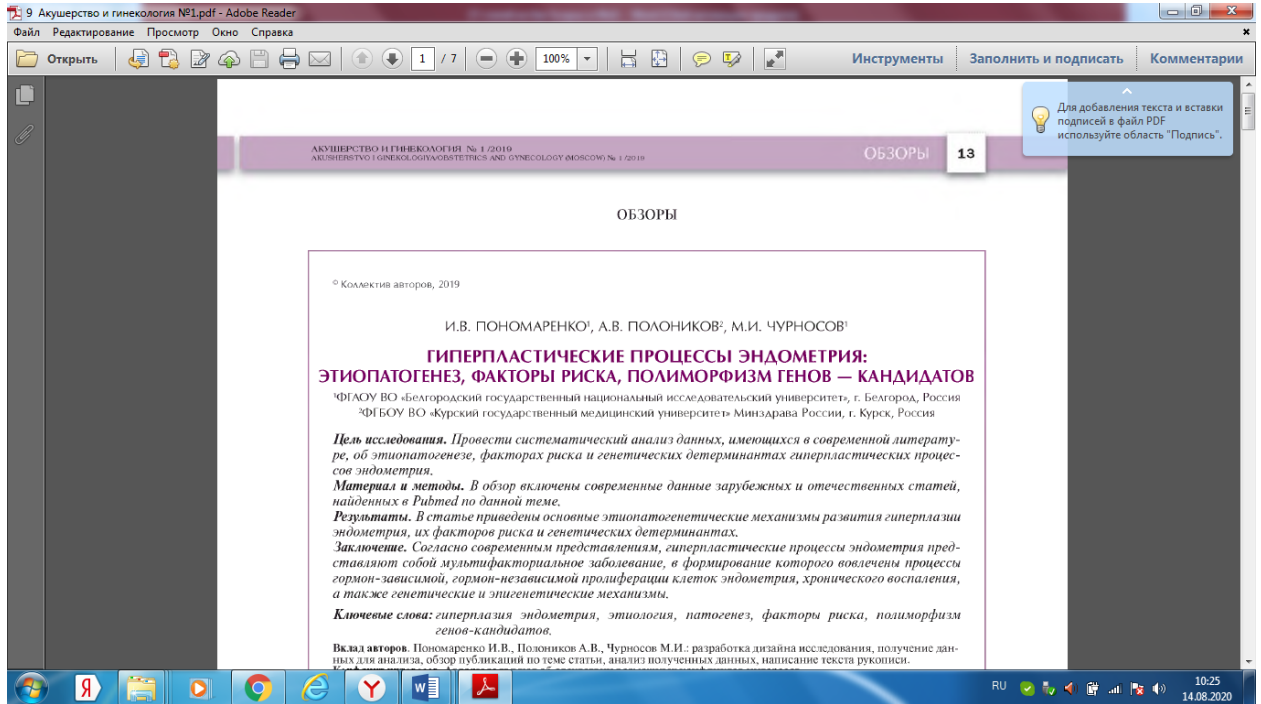 9 Акушерство и гинекология №1.pdf - Adobe Reader
Файл Редактирование Просмотр Окно Справка
Открыть 1 / 7 100% Инструменты Заполнить и подписать Комментарии
Для добавления текста и вставки
подписей в файл PDF
используйте область "Подпись".
АКУШЕРСТВО И ГИНЕКОЛОГИЯ № 1 /2019
AKUSHERSTVO I GINEKOLOGIYA/OBSTETRICS AND GYNECOLOGY (MOSCOW) № 1 /2019
ОБЗОРЫ 13
ОБЗОРЫ
© Коллектив авторов, 2019
И.В. ПОНОМАРЕНКО¹, А.В. ПОЛОНИКОВ², М.И. ЧУРНОСОВ¹
ГИПЕРПЛАСТИЧЕСКИЕ ПРОЦЕССЫ ЭНДОМЕТРИЯ:
ЭТИОПАТОГЕНЕЗ, ФАКТОРЫ РИСКА, ПОЛИМОРФИЗМ ГЕНОВ — КАНДИДАТОВ
¹ФГАОУ ВО «Белгородский государственный национальный исследовательский университет», г. Белгород, Россия
²ФГБОУ ВО «Курский государственный медицинский университет» Минздрава России, г. Курск, Россия
Цель исследования. Провести систематический анализ данных, имеющихся в современной литерату-
ре, об этиопатогенезе, факторах риска и генетических детерминантах гиперпластических процес-
сов эндометрия.
Материал и методы. В обзор включены современные данные зарубежных и отечественных статей,
найденных в Pubmed по данной теме.
Результаты. В статье приведены основные этиопатогенетические механизмы развития гиперплазии
эндометрия, их факторов риска и генетических детерминантах.
Заключение. Согласно современным представлениям, гиперпластические процессы эндометрия пред-
ставляют собой мультифакториальное заболевание, в формирование которого вовлечены процессы
гормон-зависимой, гормон-независимой пролиферации клеток эндометрия, хронического воспаления,
а также генетические и эпигенетические механизмы.
Ключевые слова: гиперплазия эндометрия, этиология, патогенез, факторы риска, полиморфизм
генов-кандидатов.
Вклад авторов. Пономаренко И.В., Полоников А.В., Чурносов М.И.: разработка дизайна исследования, получение дан-
ных для анализа, обзор публикаций по теме статьи, анализ полученных данных, написание текста рукописи.
RU 10:25
14.08.2020